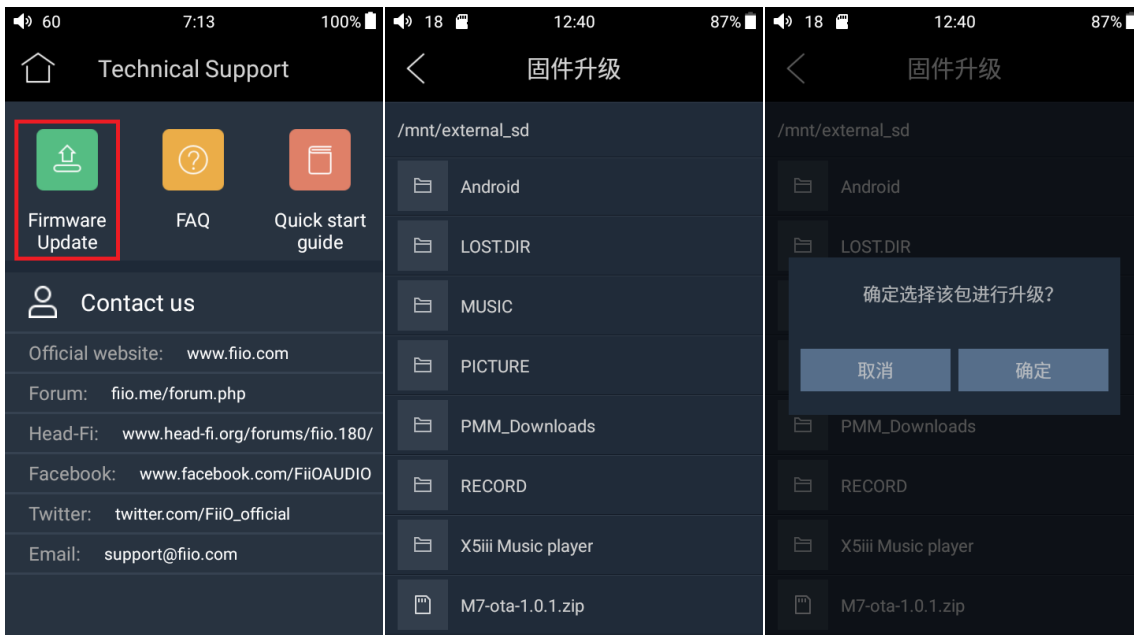 60 7:13 100%
Technical Support
Firmware
Update
FAQ
Quick start
guide
Contact us
Official website: www.fiio.com
Forum: fiio.me/forum.php
Head-Fi: www.head-fi.org/forums/fiio.180/
Facebook: www.facebook.com/FiiOAUDIO
Twitter: twitter.com/FiiO_official
Email: support@fiio.com
18 12:40 87%
固件升级
/mnt/external_sd
Android
LOST.DIR
MUSIC
PICTURE
PMM_Downloads
RECORD
X5iii Music player
M7-ota-1.0.1.zip
18 12:40 87%
固件升级
/mnt/external_sd
Android
LOST.DIR
确定选择该包进行升级?
取消 确定
PMM_Downloads
RECORD
X5iii Music player
M7-ota-1.0.1.zip